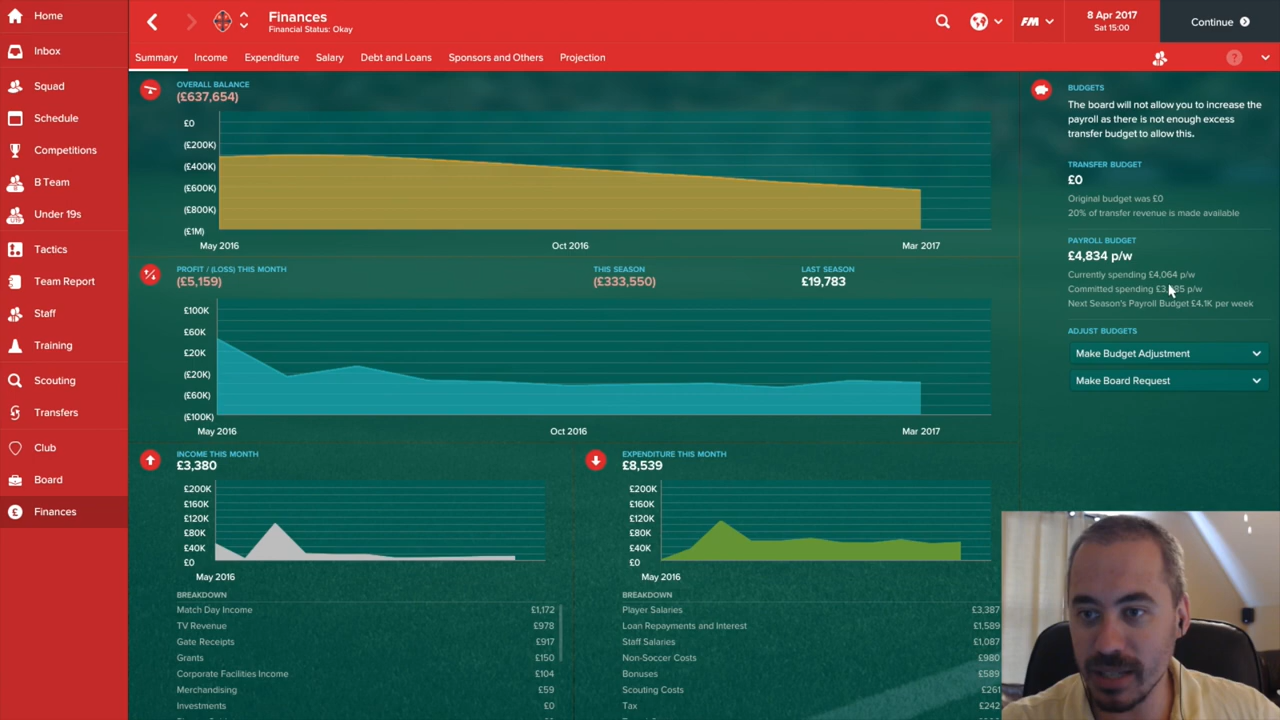 Home
Inbox
Squad
Schedule
Competitions
B Team
Under 19s
Tactics
Team Report
Staff
Training
Scouting
Transfers
Club
Board
Finances
Finances
Financial Status: Okay
FM
8 Apr 2017
Sat 15:00
Continue
Summary
Income
Expenditure
Salary
Debt and Loans
Sponsors and Others
Projection
OVERALL BALANCE
(£637,654)
£0
(£200K)
(£400K)
(£600K)
(£800K)
(£1M)
May 2016
Oct 2016
Mar 2017
PROFIT / (LOSS) THIS MONTH
(£5,159)
THIS SEASON
(£333,550)
LAST SEASON
£19,783
£100K
£60K
£20K
(£20K)
(£60K)
(£100K)
May 2016
Oct 2016
Mar 2017
INCOME THIS MONTH
£3,380
£200K
£160K
£120K
£80K
£40K
£0
May 2016
BREAKDOWN
Match Day Income £1,172
TV Revenue £978
Gate Receipts £917
Grants £150
Corporate Facilities Income £104
Merchandising £59
Investments £0
EXPENDITURE THIS MONTH
£8,539
£200K
£160K
£120K
£80K
£40K
£0
May 2016
BREAKDOWN
Player Salaries £3,387
Loan Repayments and Interest £1,589
Staff Salaries £1,087
Non-Soccer Costs £980
Bonuses £589
Scouting Costs £261
Tax £242
BUDGETS
The board will not allow you to increase the
payroll as there is not enough excess
transfer budget to allow this.
TRANSFER BUDGET
£0
Original budget was £0
20% of transfer revenue is made available
PAYROLL BUDGET
£4,834 p/w
Currently spending £4,064 p/w
Committed spending p/w
Next Season's Payroll Budget £4.1K per week
ADJUST BUDGETS
Make Budget Adjustment
Make Board Request